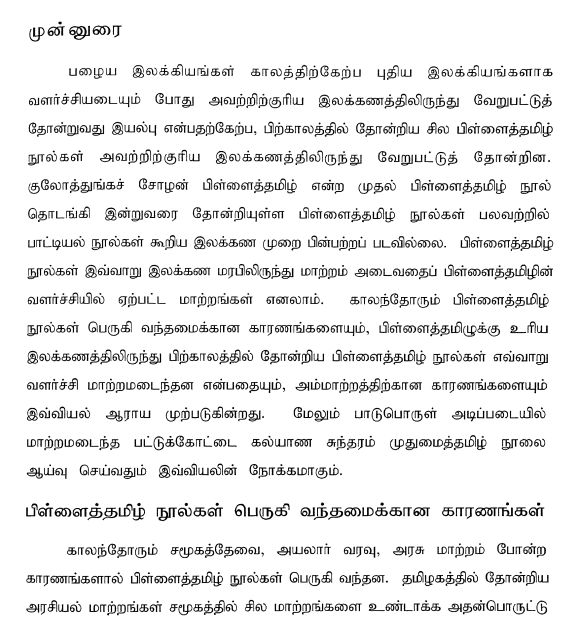 முன்னுரை
பழைய இலக்கியங்கள் காலத்திற்கேற்ப புதிய இலக்கியங்களாக
வளர்ச்சியடையும் போது அவற்றிற்குரிய இலக்கணத்திலிருந்து வேறுபட்டுத்
தோன்றுவது இயல்பு என்பதற்கேற்ப, பிற்காலத்தில் தோன்றிய சில பிள்ளைத்தமிழ்
நூல்கள் அவற்றிற்குரிய இலக்கணத்திலிருந்து வேறுபட்டுத் தோன்றின.
குலோத்துங்கச் சோழன் பிள்ளைத்தமிழ் என்ற முதல் பிள்ளைத்தமிழ் நூல்
தொடங்கி இன்றுவரை தோன்றியுள்ள பிள்ளைத்தமிழ் நூல்கள் பலவற்றில்
பாட்டியல் நூல்கள் கூறிய இலக்கண முறை பின்பற்றப் படவில்லை. பிள்ளைத்தமிழ்
நூல்கள் இவ்வாறு இலக்கண மரபிலிருந்து மாற்றம் அடைவதைப் பிள்ளைத்தமிழின்
வளர்ச்சியில் ஏற்பட்ட மாற்றங்கள் எனலாம். காலந்தோரும் பிள்ளைத்தமிழ்
நூல்கள் பெருகி வந்தமைக்கான காரணங்களையும், பிள்ளைத்தமிழுக்கு உரிய
இலக்கணத்திலிருந்து பிற்காலத்தில் தோன்றிய பிள்ளைத்தமிழ் நூல்கள் எவ்வாறு
வளர்ச்சி மாற்றமடைந்தன என்பதையும், அம்மாற்றத்திற்கான காரணங்களையும்
இவ்வியல் ஆராய முற்படுகின்றது. மேலும் பாடுபொருள் அடிப்படையில்
மாற்றமடைந்த பட்டுக்கோட்டை கல்யாண சுந்தரம் முதுமைத்தமிழ் நூலை
ஆய்வு செய்வதும் இவ்வியலின் நோக்கமாகும்.
பிள்ளைத்தமிழ் நூல்கள் பெருகி வந்தமைக்கான காரணங்கள்
காலந்தோரும் சமூகத்தேவை, அயலார் வரவு, அரசு மாற்றம் போன்ற
காரணங்களால் பிள்ளைத்தமிழ் நூல்கள் பெருகி வந்தன. தமிழகத்தில் தோன்றிய
அரசியல் மாற்றங்கள் சமூகத்தில் சில மாற்றங்களை உண்டாக்க அதன்பொருட்டு